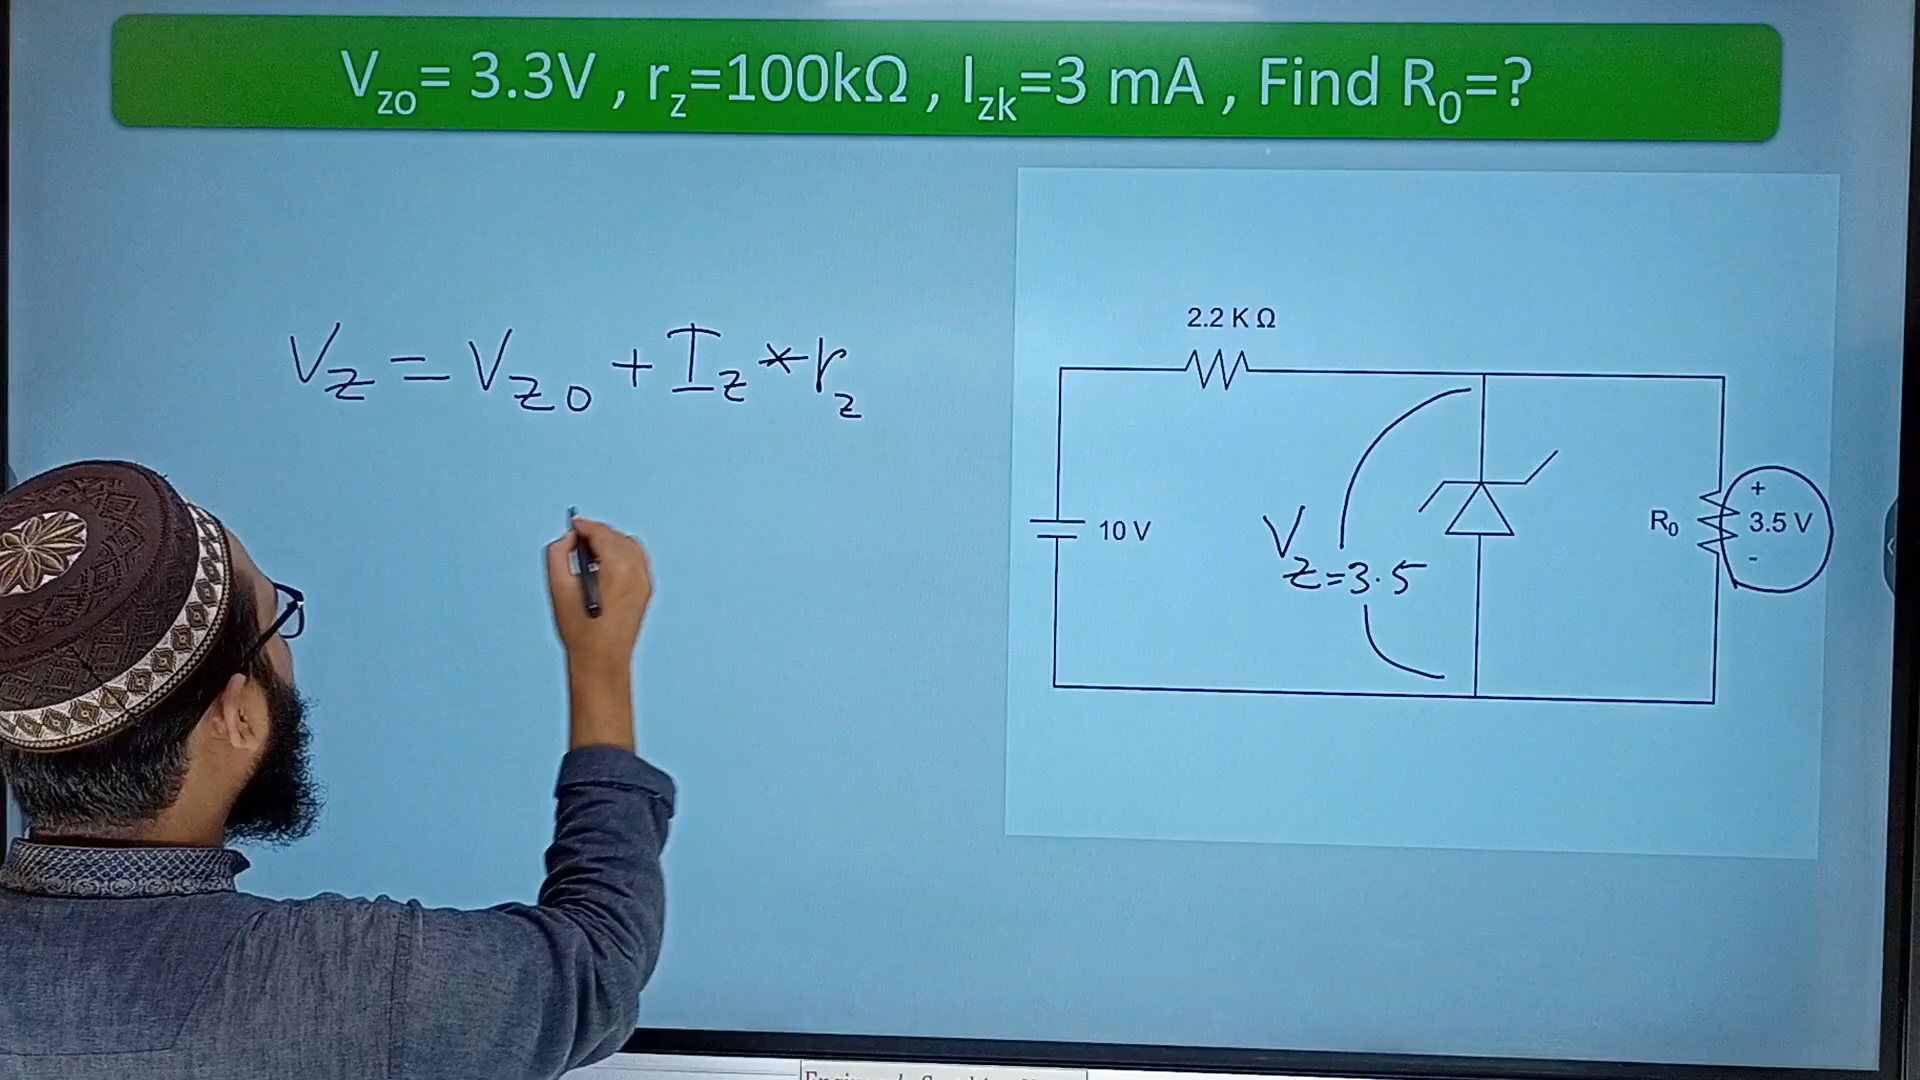 Vzo= 3.3V , rz=100kΩ , Izk=3 mA , Find R0=?
Vz = Vzo + Iz * rz
2.2 K Ω
10 V
Vz=3.5
R0
+
3.5 V
-